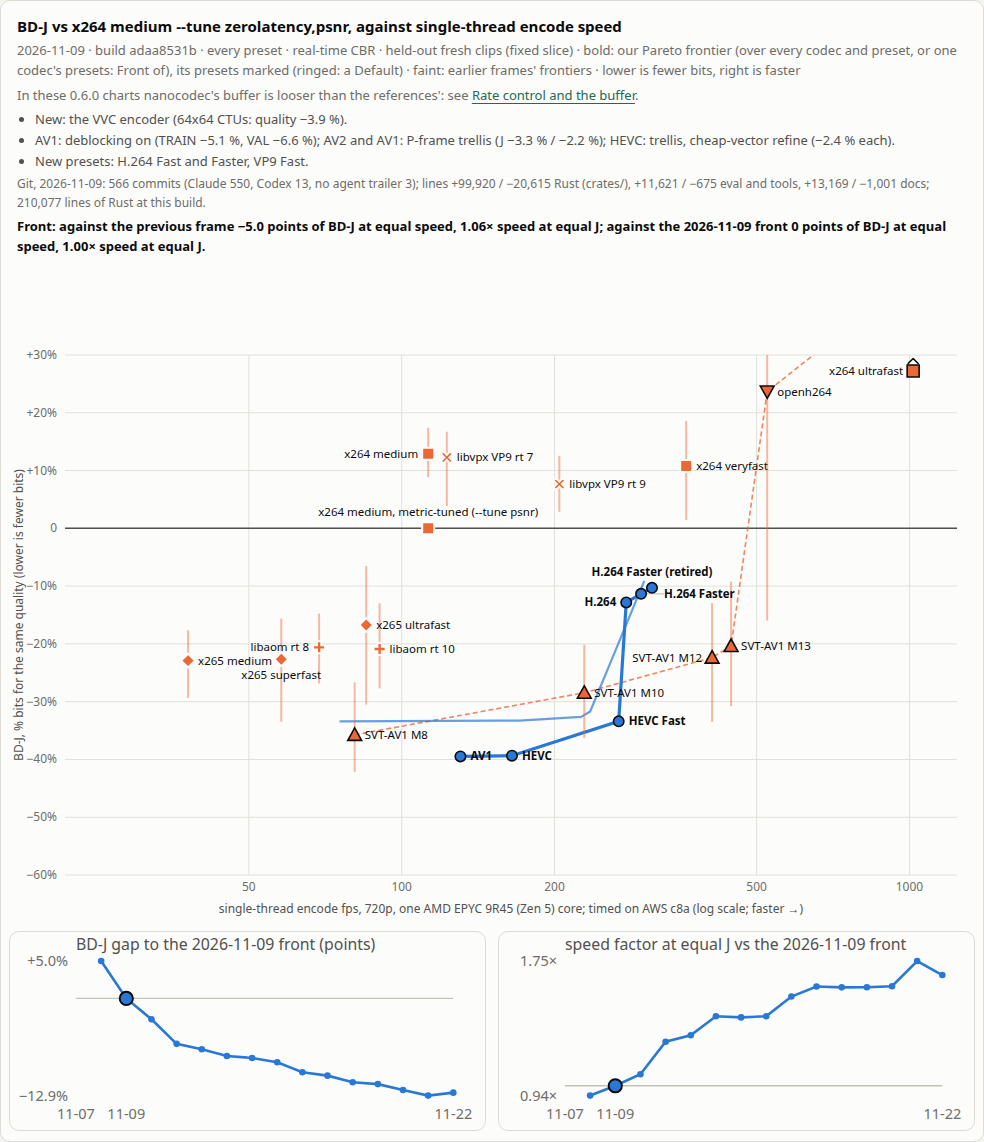 BD-J vs x264 medium --tune zerolatency,psnr, against single-thread encode speed
2026-11-09 · build adaa8531b · every preset · real-time CBR · held-out fresh clips (fixed slice) · bold: our Pareto frontier (over every codec and preset, or one
codec's presets: Front of), its presets marked (ringed: a Default) · faint: earlier frames' frontiers · lower is fewer bits, right is faster
In these 0.6.0 charts nanocodec's buffer is looser than the references': see Rate control and the buffer.
• New: the VVC encoder (64x64 CTUs: quality −3.9 %).
• AV1: deblocking on (TRAIN −5.1 %, VAL −6.6 %); AV2 and AV1: P-frame trellis (J −3.3 % / −2.2 %); HEVC: trellis, cheap-vector refine (−2.4 % each).
• New presets: H.264 Fast and Faster, VP9 Fast.
Git, 2026-11-09: 566 commits (Claude 550, Codex 13, no agent trailer 3); lines +99,920 / −20,615 Rust (crates/), +11,621 / −675 eval and tools, +13,169 / −1,001 docs;
210,077 lines of Rust at this build.
Front: against the previous frame −5.0 points of BD-J at equal speed, 1.06× speed at equal J; against the 2026-11-09 front 0 points of BD-J at equal
speed, 1.00× speed at equal J.
+30%
x264 ultrafast
+20%
openh264
x264 medium
libvpx VP9 rt 7
+10%
x264 veryfast
libvpx VP9 rt 9
x264 medium, metric-tuned (--tune psnr)
0
BD-J, % bits for the same quality (lower is fewer bits)
H.264 Faster (retired)
−10%
H.264
H.264 Faster
x265 ultrafast
−20%
libaom rt 8
libaom rt 10
SVT-AV1 M13
x265 medium
SVT-AV1 M12
x265 superfast
SVT-AV1 M10
−30%
HEVC Fast
SVT-AV1 M8
AV1
HEVC
−40%
−50%
−60%
50
100
200
500
1000
single-thread encode fps, 720p, one AMD EPYC 9R45 (Zen 5) core; timed on AWS c8a (log scale; faster →)
BD-J gap to the 2026-11-09 front (points)
+5.0%
−12.9%
11-07
11-09
11-22
speed factor at equal J vs the 2026-11-09 front
1.75×
0.94×
11-07
11-09
11-22